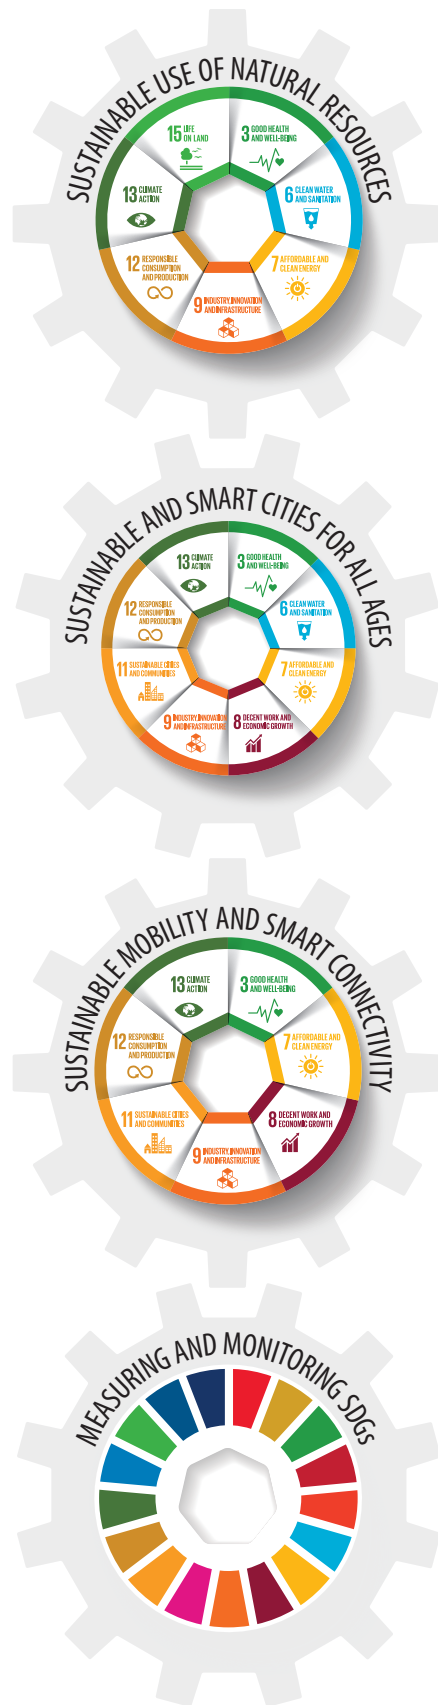 SUSTAINABLE USE OF NATURAL RESOURCES
15 LIFE
ON LAND
3 GOOD HEALTH
AND WELL-BEING
13 CLIMATE
ACTION
6 CLEAN WATER
AND SANITATION
12 RESPONSIBLE
CONSUMPTION
AND PRODUCTION
7 AFFORDABLE AND
CLEAN ENERGY
9 INDUSTRY, INNOVATION
AND INFRASTRUCTURE
SUSTAINABLE AND SMART CITIES FOR ALL AGES
13 CLIMATE
ACTION
3 GOOD HEALTH
AND WELL-BEING
12 RESPONSIBLE
CONSUMPTION
AND PRODUCTION
6 CLEAN WATER
AND SANITATION
11 SUSTAINABLE CITIES
AND COMMUNITIES
7 AFFORDABLE AND
CLEAN ENERGY
9 INDUSTRY, INNOVATION
AND INFRASTRUCTURE
8 DECENT WORK AND
ECONOMIC GROWTH
SUSTAINABLE MOBILITY AND SMART CONNECTIVITY
13 CLIMATE
ACTION
3 GOOD HEALTH
AND WELL-BEING
12 RESPONSIBLE
CONSUMPTION
AND PRODUCTION
7 AFFORDABLE AND
CLEAN ENERGY
11 SUSTAINABLE CITIES
AND COMMUNITIES
8 DECENT WORK AND
ECONOMIC GROWTH
9 INDUSTRY, INNOVATION
AND INFRASTRUCTURE
MEASURING AND MONITORING SDGs